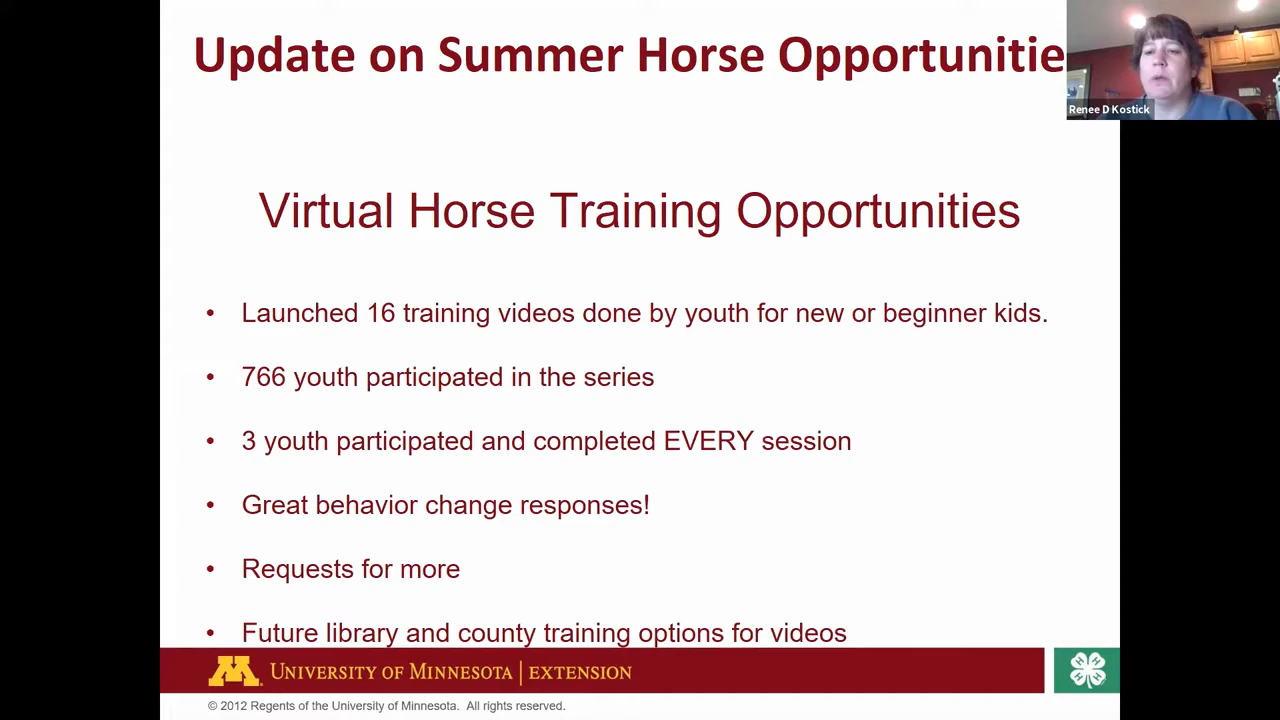 Update on Summer Horse Opportunitie
Renee D Kostick
Virtual Horse Training Opportunities
• Launched 16 training videos done by youth for new or beginner kids.
• 766 youth participated in the series
• 3 youth participated and completed EVERY session
• Great behavior change responses!
• Requests for more
• Future library and county training options for videos
M UNIVERSITY OF MINNESOTA | EXTENSION
H H H H
© 2012 Regents of the University of Minnesota. All rights reserved.